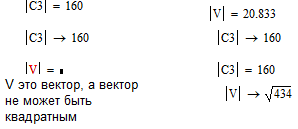 |C3| = 160
|C3| → 160
|V| = ▪
V это вектор, а вектор
не может быть
квадратным
|V| = 20.833
|C3| → 160
|C3| = 160
|V| → √434